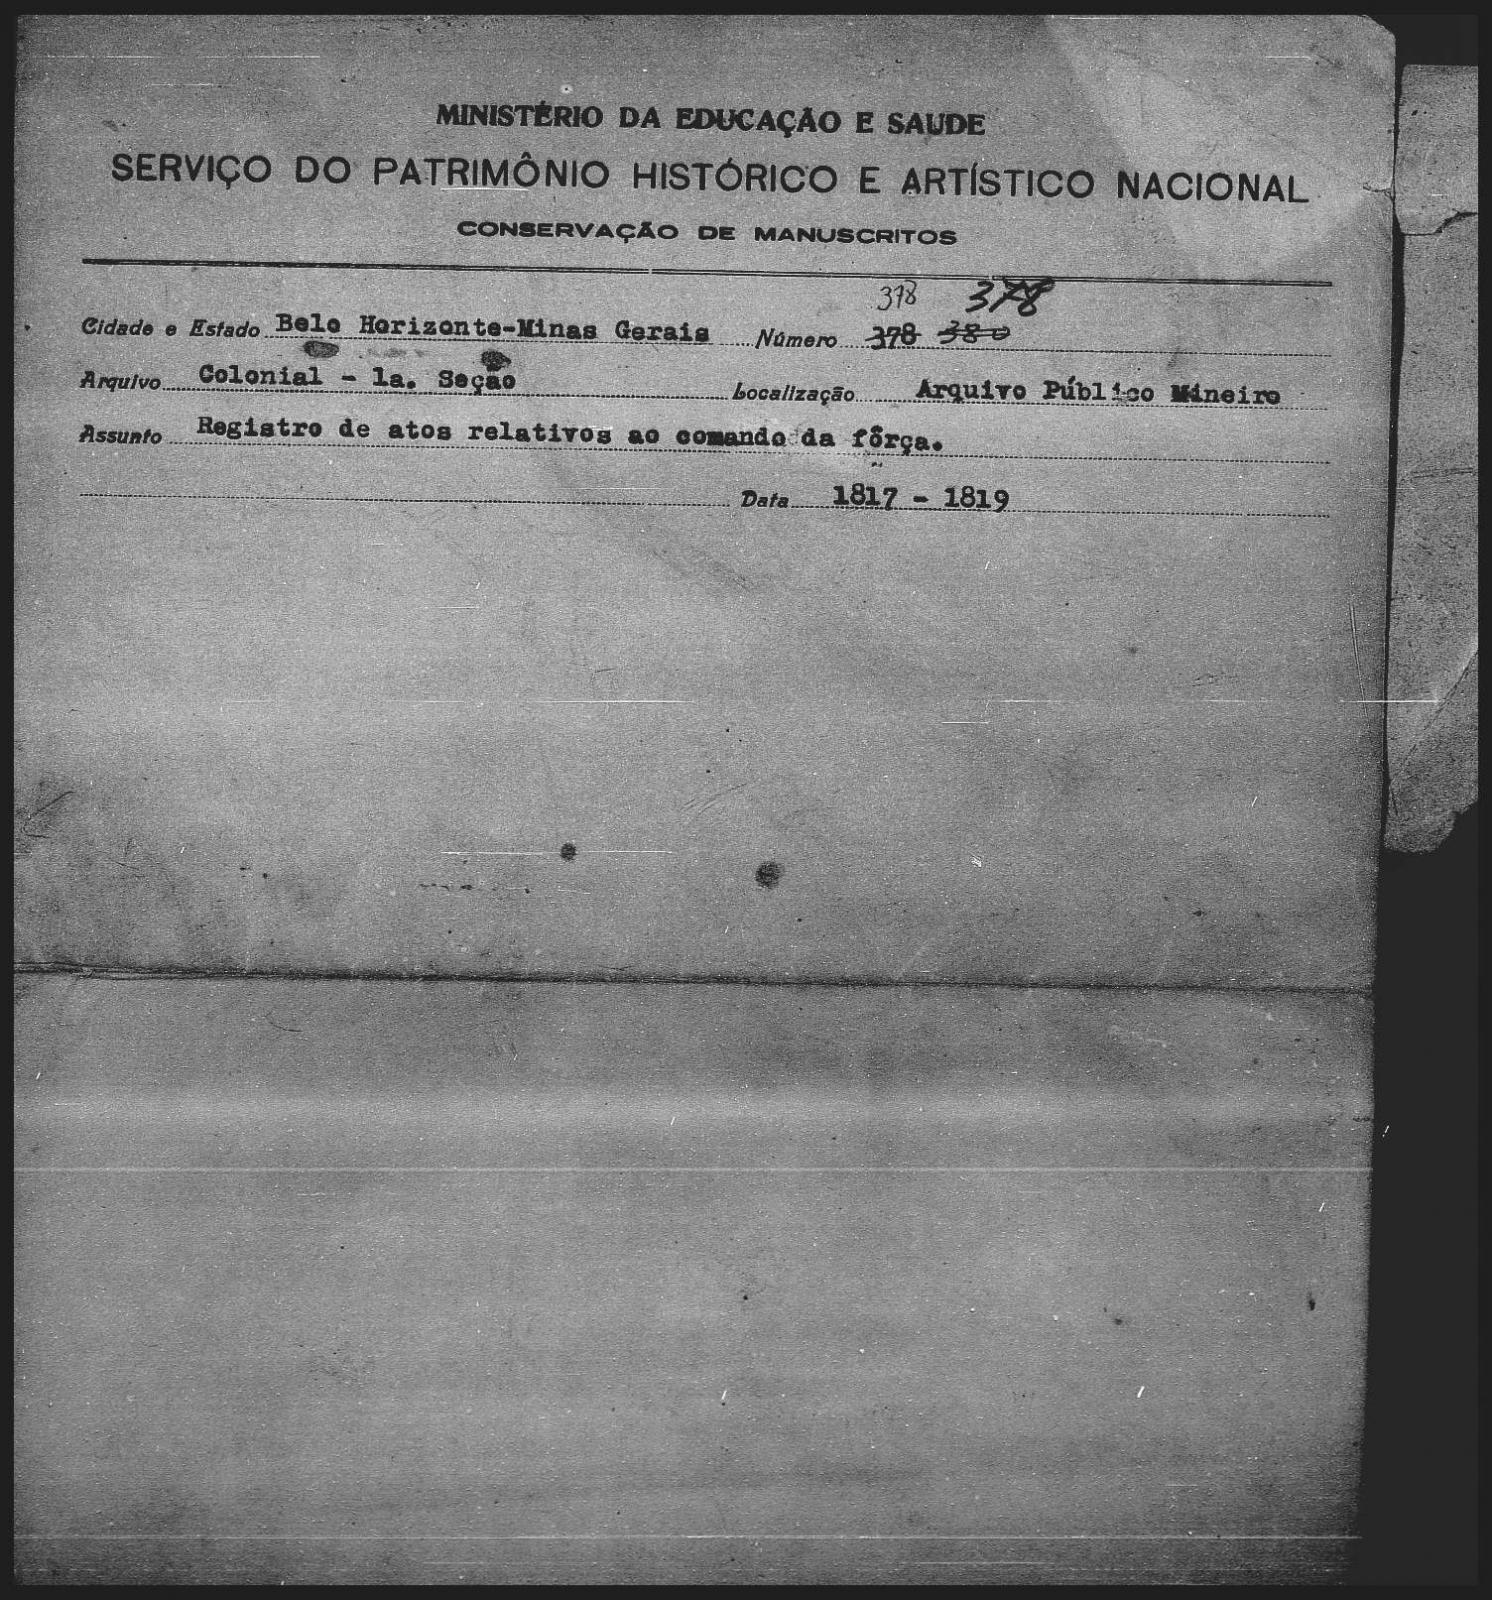 MINISTÉRIO DA EDUCAÇÃO E SAUDE
SERVIÇO DO PATRIMÔNIO HISTÓRICO E ARTÍSTICO NACIONAL
CONSERVAÇÃO DE MANUSCRITOS
378 378
Cidade e Estado Belo Horizonte-Minas Gerais Número 378 380
Arquivo Colonial - 1a. Seção Localização Arquivo Público Mineiro
Assunto Registro de atos relativos ao comando da fôrça.
Data 1817 - 1819